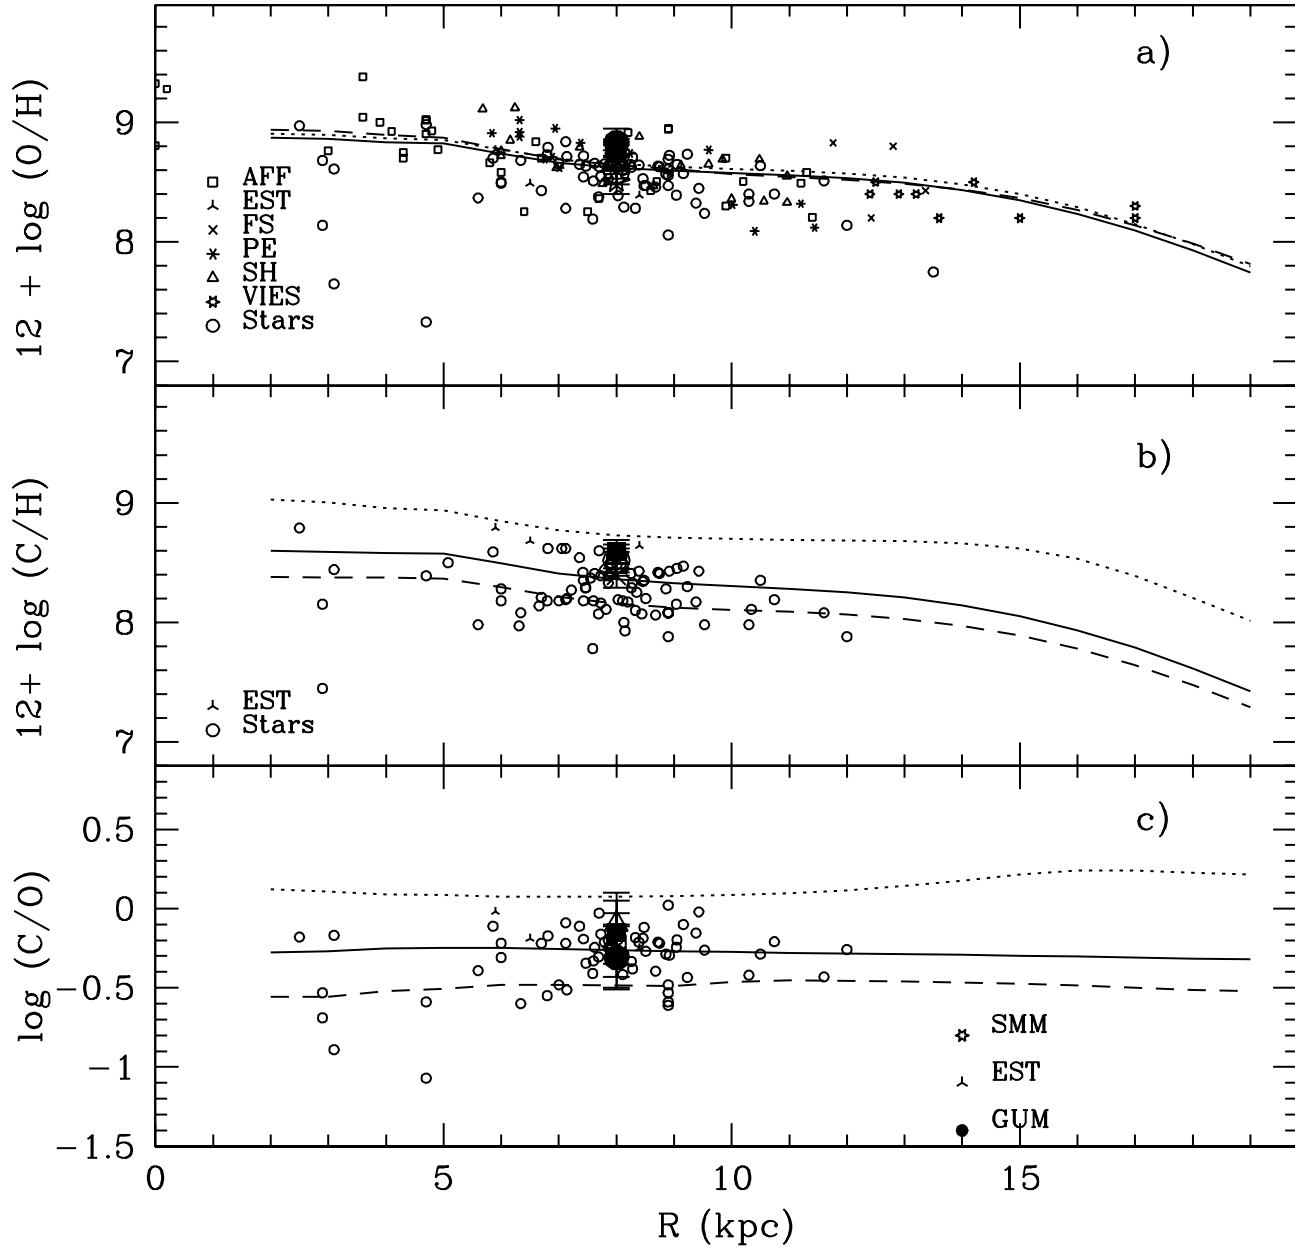 a)
12 + log (O/H)
9
8
7
AFF
EST
FS
PE
SH
VIES
Stars
b)
12+ log (C/H)
9
8
7
EST
Stars
c)
log (C/O)
0.5
0
−0.5
−1
−1.5
SMM
EST
GUM
0 5 10 15
R (kpc)